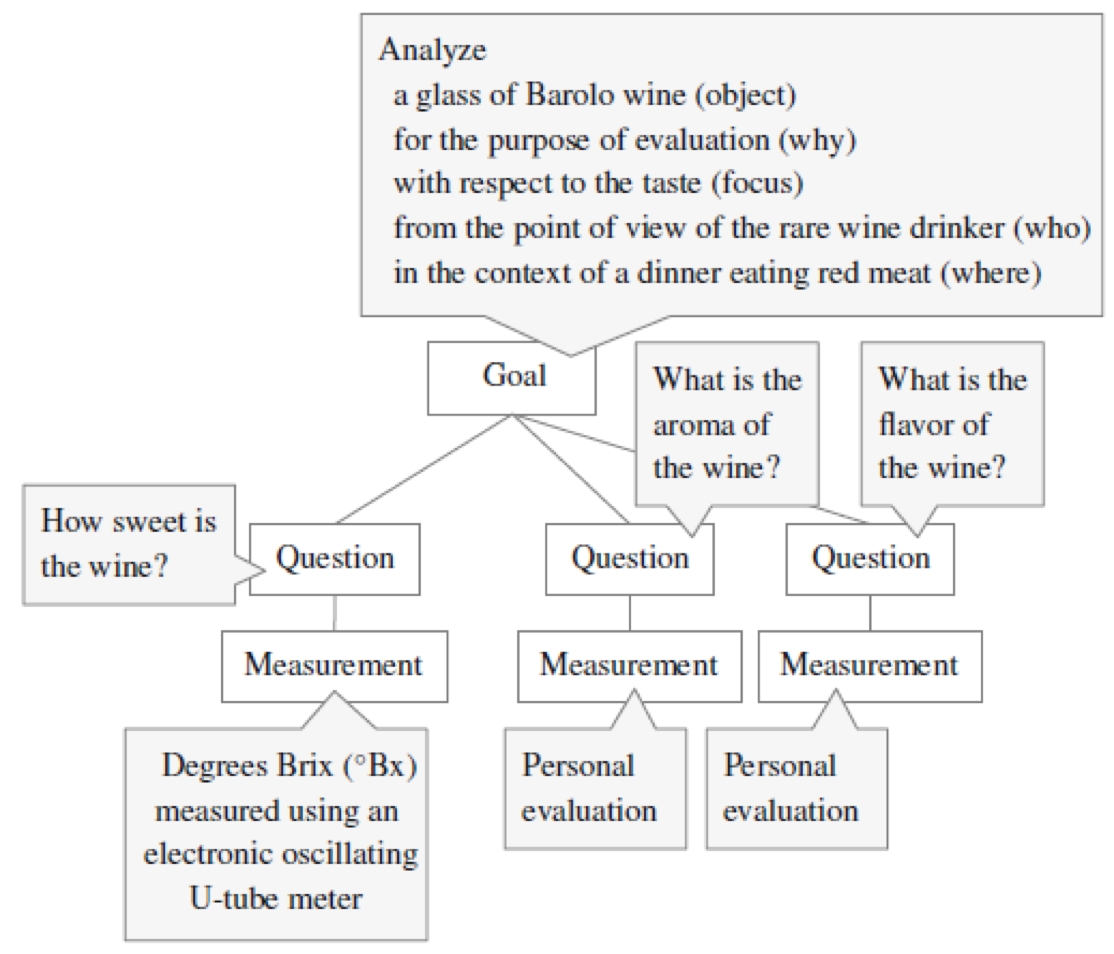 Analyze
a glass of Barolo wine (object)
for the purpose of evaluation (why)
with respect to the taste (focus)
from the point of view of the rare wine drinker (who)
in the context of a dinner eating red meat (where)
Goal
What is the
aroma of
the wine?
What is the
flavor of
the wine?
How sweet is
the wine?
Question
Question
Question
Measurement
Measurement
Measurement
Degrees Brix (°Bx)
measured using an
electronic oscillating
U-tube meter
Personal
evaluation
Personal
evaluation